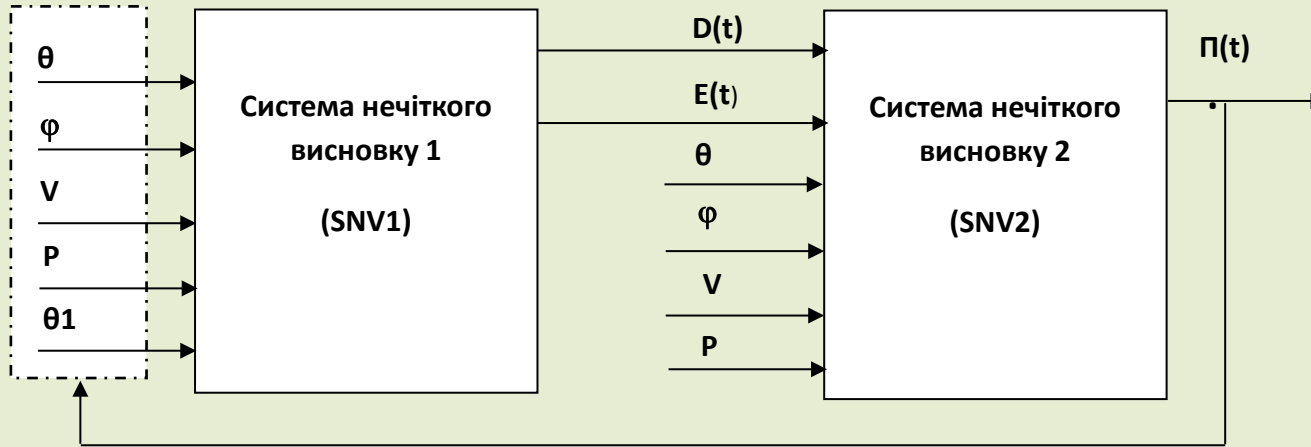 θ
φ
V
P
θ1
Система нечіткого
висновку 1
(SNV1)
D(t)
E(t)
θ
φ
V
P
Система нечіткого
висновку 2
(SNV2)
П(t)